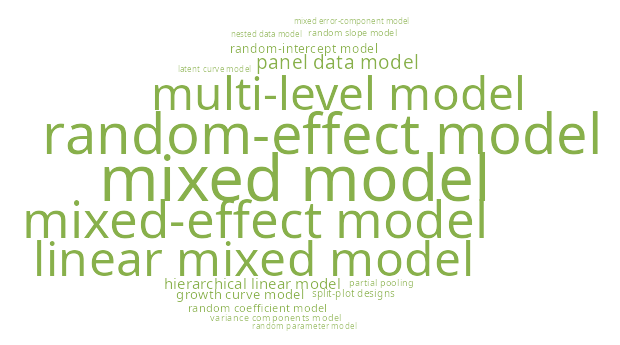 mixed error-component model
nested data model random slope model
random-intercept model
panel data model
latent curve model
multi-level model
random-effect model
mixed model
mixed-effect model
linear mixed model
hierarchical linear model partial pooling
growth curve model split-plot designs
random coefficient model
variance components model
random parameter model